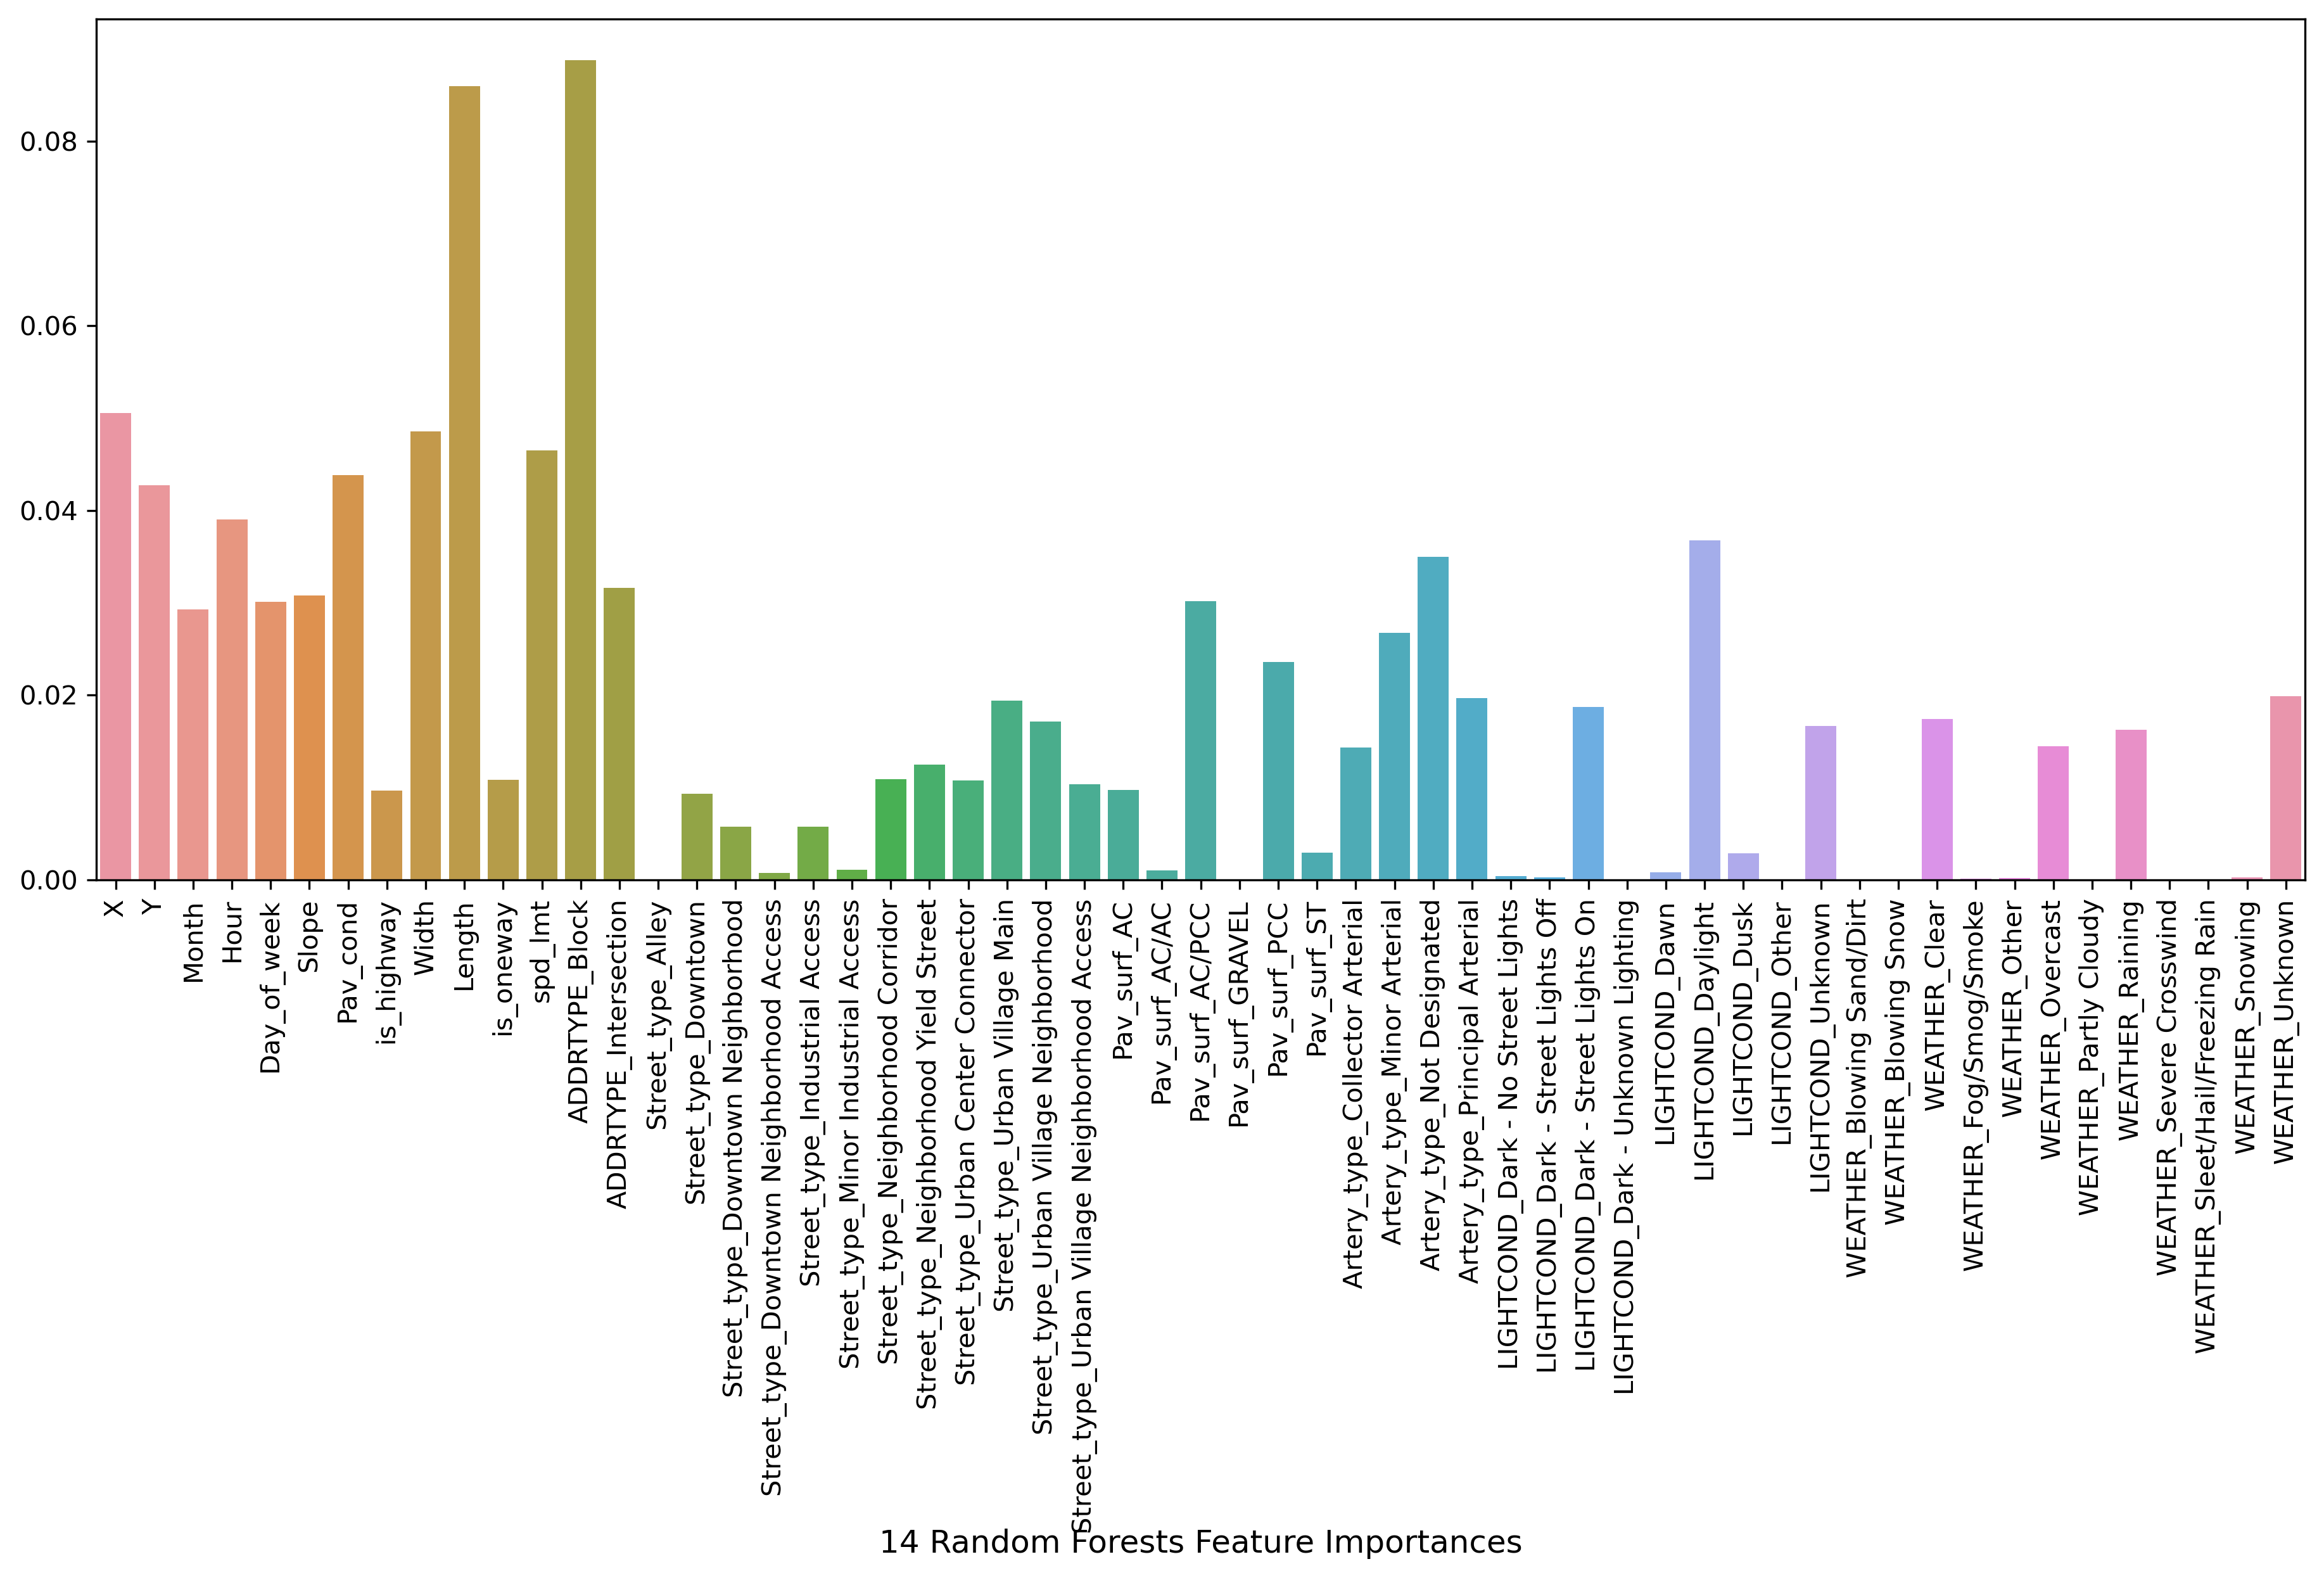 0.08
0.06
0.04
0.02
0.00
X
Y
Month
Hour
Day_of_week
Slope
Pav_cond
is_highway
Width
Length
is_oneway
spd_lmt
ADDRTYPE_Block
ADDRTYPE_Intersection
Street_type_Alley
Street_type_Downtown
Street_type_Downtown Neighborhood
Street_type_Downtown Neighborhood Access
Street_type_Industrial Access
Street_type_Minor Industrial Access
Street_type_Neighborhood Corridor
Street_type_Neighborhood Yield Street
Street_type_Urban Center Connector
Street_type_Urban Village Main
Street_type_Urban Village Neighborhood
Street_type_Urban Village Neighborhood Access
Pav_surf_AC
Pav_surf_AC/AC
Pav_surf_AC/PCC
Pav_surf_GRAVEL
Pav_surf_PCC
Pav_surf_ST
Artery_type_Collector Arterial
Artery_type_Minor Arterial
Artery_type_Not Designated
Artery_type_Principal Arterial
LIGHTCOND_Dark - No Street Lights
LIGHTCOND_Dark - Street Lights Off
LIGHTCOND_Dark - Street Lights On
LIGHTCOND_Dark - Unknown Lighting
LIGHTCOND_Dawn
LIGHTCOND_Daylight
LIGHTCOND_Dusk
LIGHTCOND_Other
LIGHTCOND_Unknown
WEATHER_Blowing Sand/Dirt
WEATHER_Blowing Snow
WEATHER_Clear
WEATHER_Fog/Smog/Smoke
WEATHER_Other
WEATHER_Overcast
WEATHER_Partly Cloudy
WEATHER_Raining
WEATHER_Severe Crosswind
WEATHER_Sleet/Hail/Freezing Rain
WEATHER_Snowing
WEATHER_Unknown
14 Random Forests Feature Importances